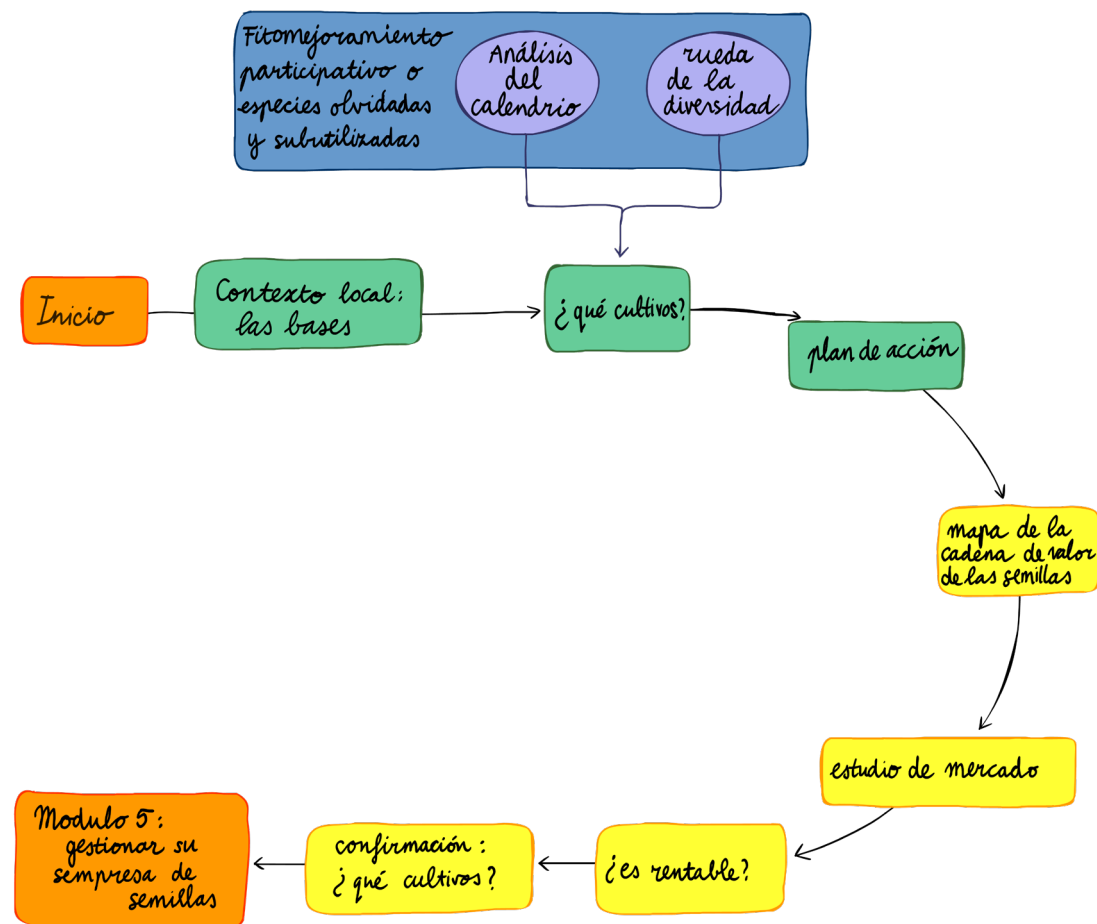 Fitomejoramiento
participativo o
especies olvidadas
y subutilizadas
Análisis
del
calendrio
rueda
de la
diversidad
Inicio
Contexto local:
las bases
¿qué cultivos?
plan de acción
mapa de la
cadena de valor
de las semillas
estudio de mercado
¿es rentable?
confirmación:
¿qué cultivos?
Modulo 5:
gestionar su
sempresa de
semillas